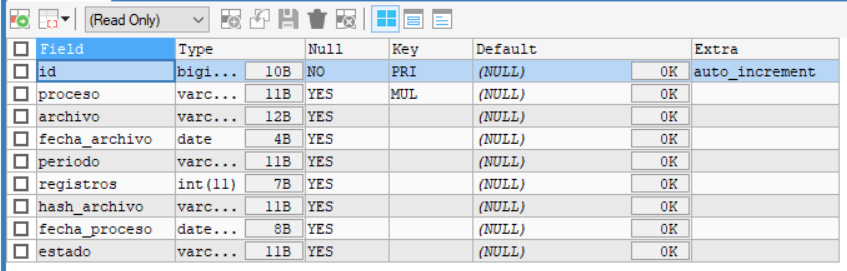 (Read Only)
Field Type Null Key Default Extra
id bigi... 10B NO PRI (NULL) 0K auto_increment
proceso varc... 11B YES MUL (NULL) 0K
archivo varc... 12B YES (NULL) 0K
fecha_archivo date 4B YES (NULL) 0K
periodo varc... 11B YES (NULL) 0K
registros int(11) 7B YES (NULL) 0K
hash_archivo varc... 11B YES (NULL) 0K
fecha_proceso date... 8B YES (NULL) 0K
estado varc... 11B YES (NULL) 0K